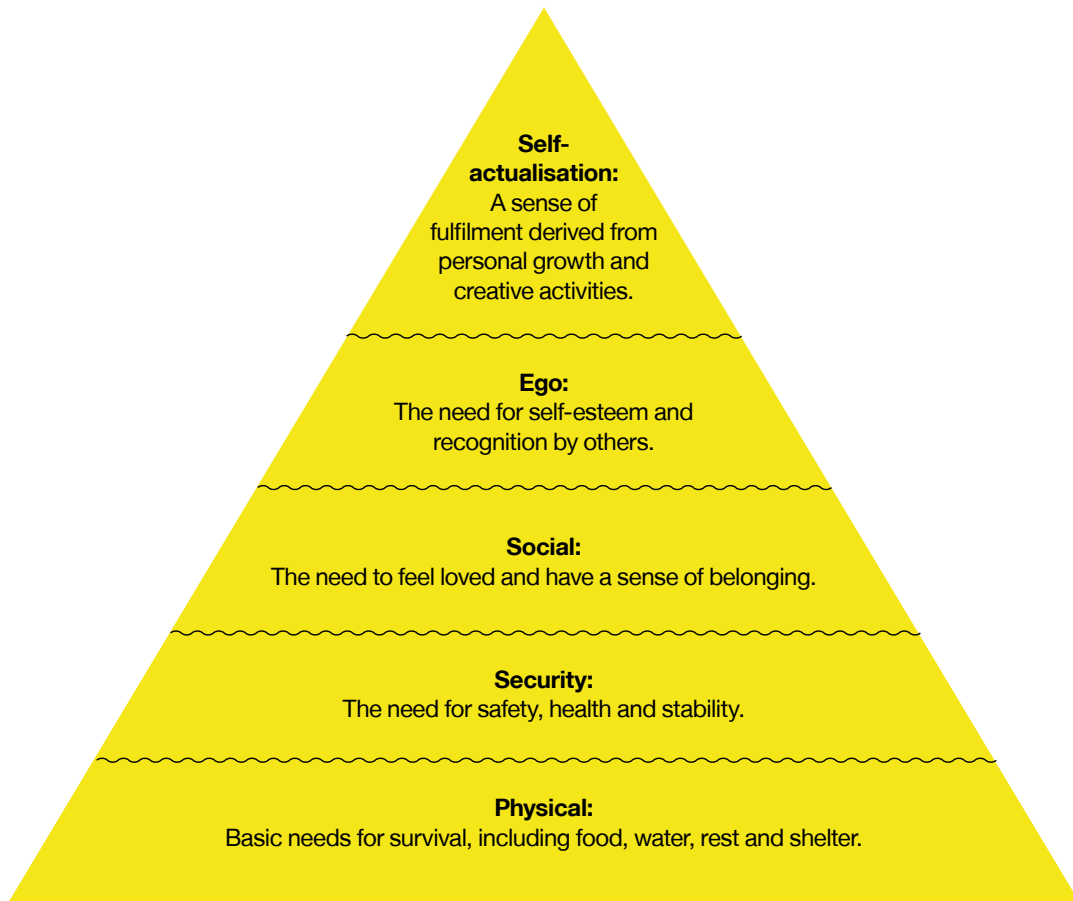 Self-
actualisation:
A sense of
fulfilment derived from
personal growth and
creative activities.
Ego:
The need for self-esteem and
recognition by others.
Social:
The need to feel loved and have a sense of belonging.
Security:
The need for safety, health and stability.
Physical:
Basic needs for survival, including food, water, rest and shelter.